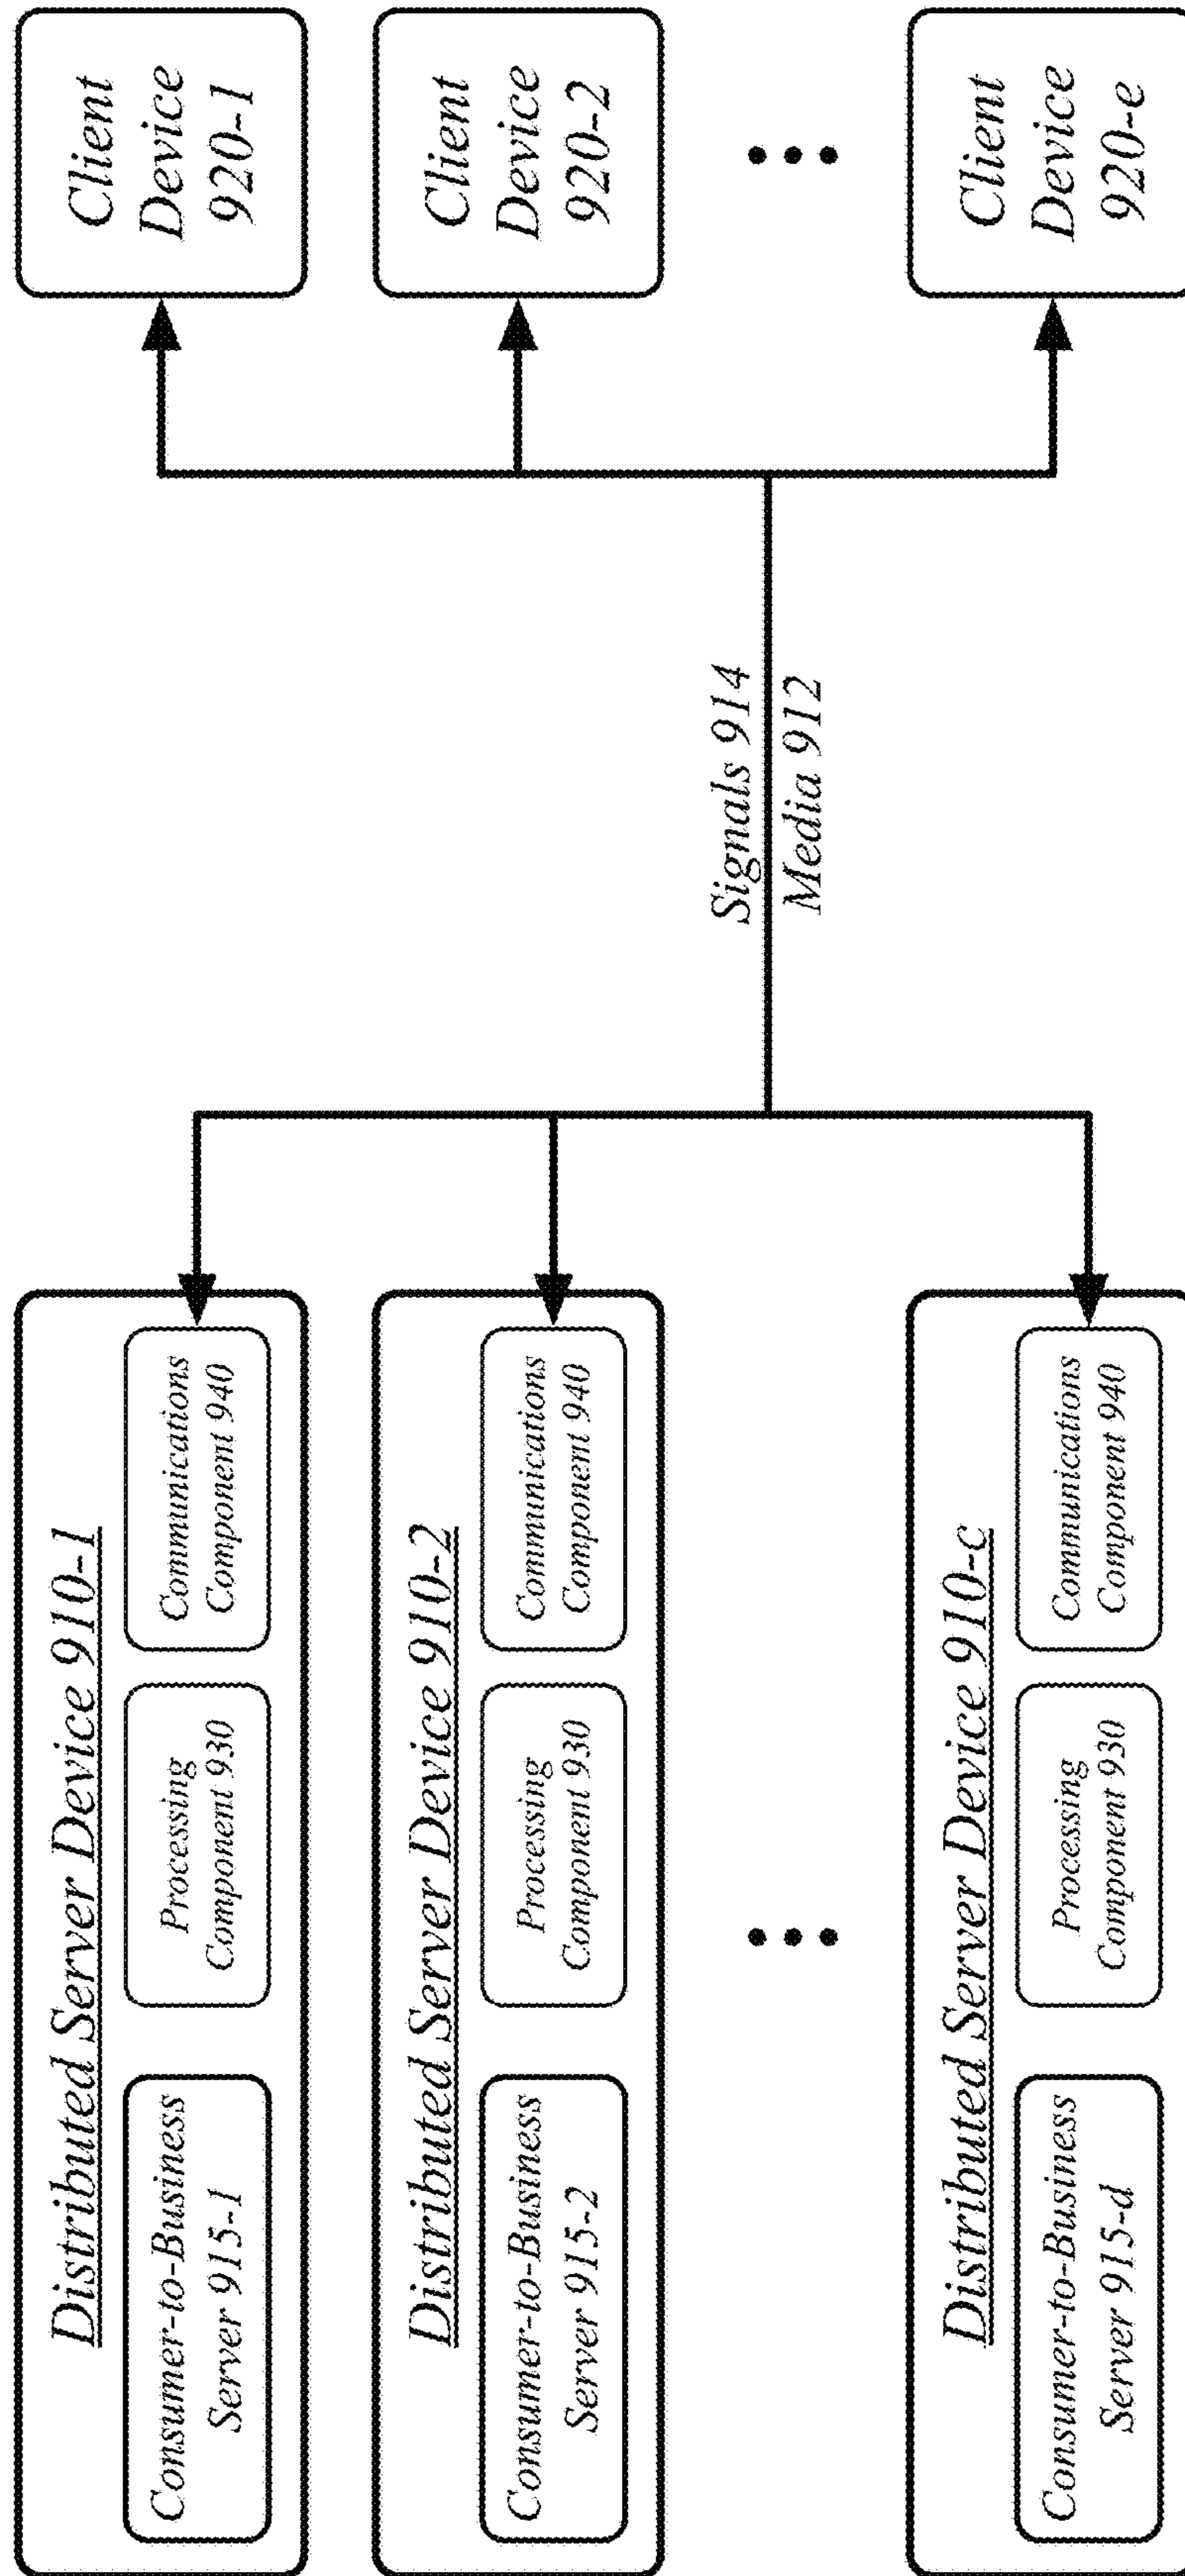 Distributed Server Device 910-1
Consumer-to-Business
Server 915-1
Processing
Component 930
Communications
Component 940
Client
Device
920-1
Distributed Server Device 910-2
Consumer-to-Business
Server 915-2
Processing
Component 930
Communications
Component 940
Client
Device
920-2
Signals 914
Media 912
Distributed Server Device 910-c
Consumer-to-Business
Server 915-d
Processing
Component 930
Communications
Component 940
Client
Device
920-e